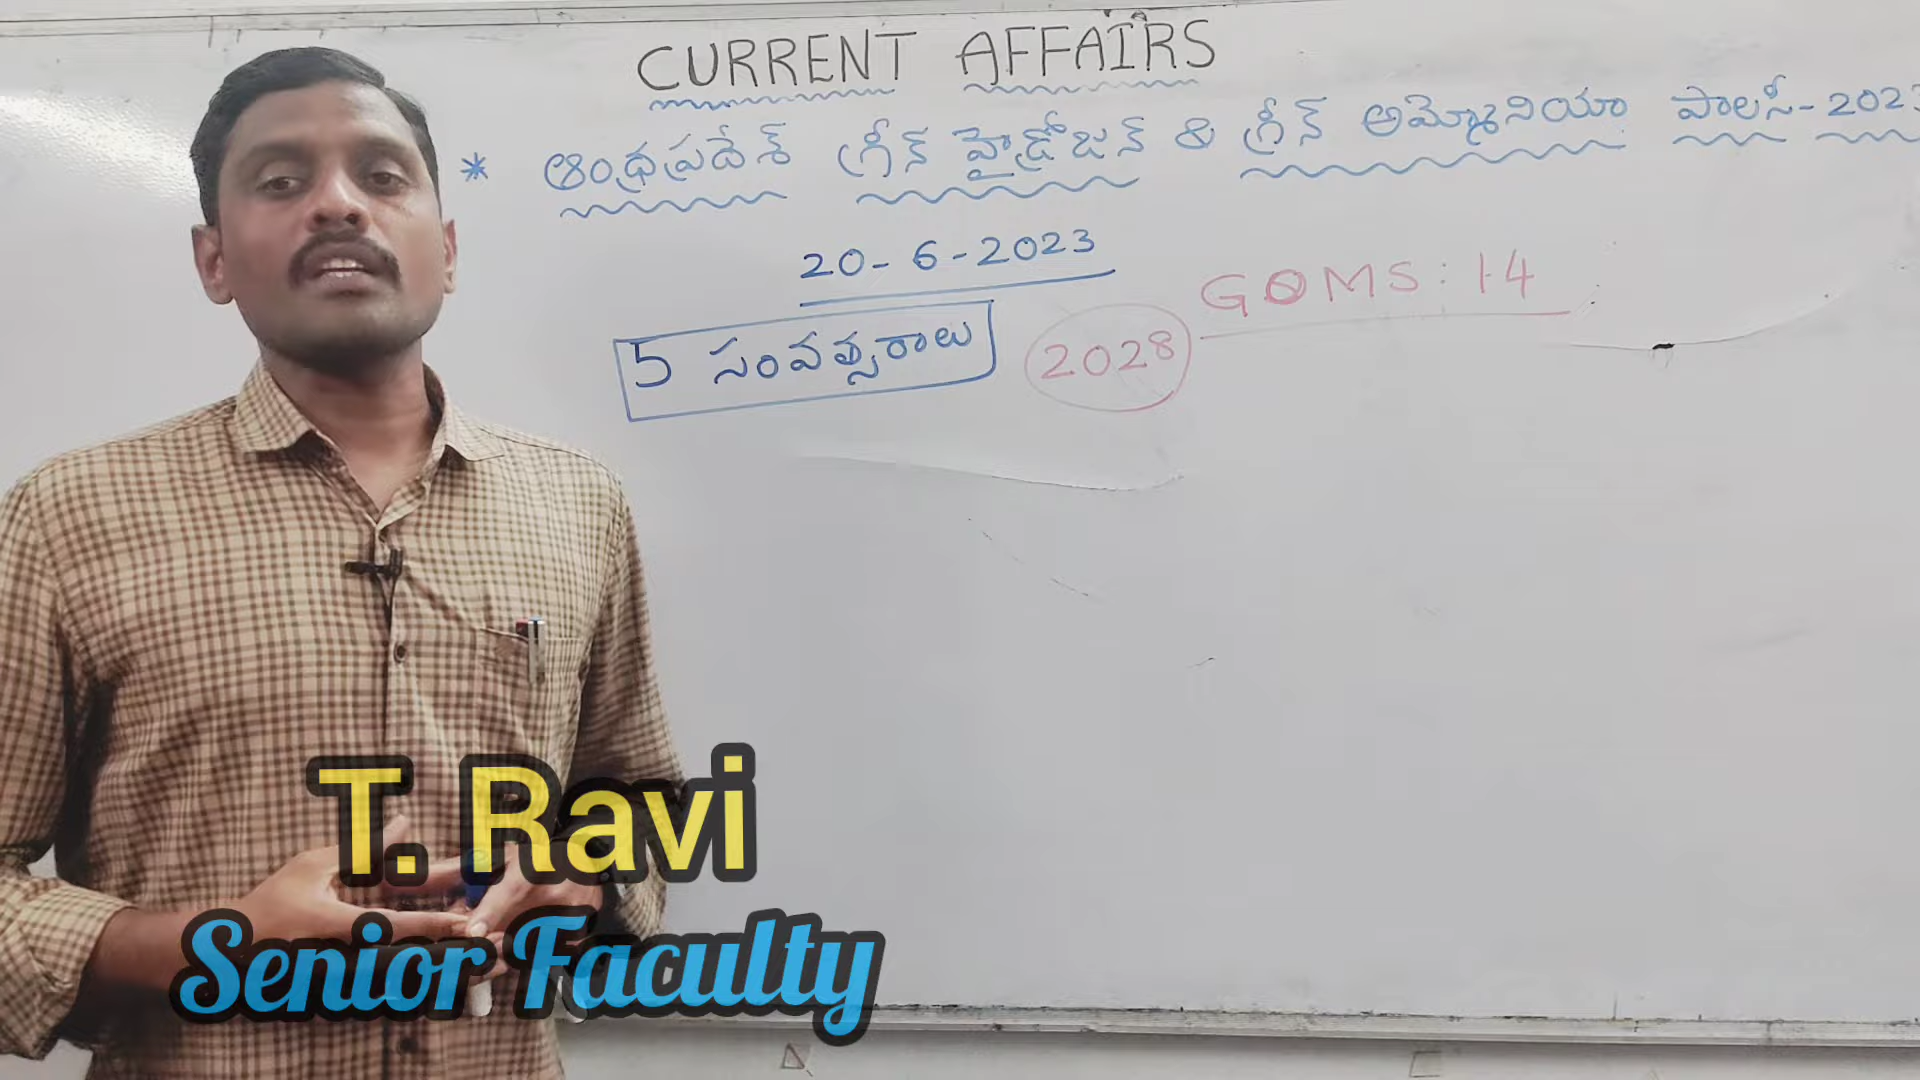 CURRENT AFFAIRS
* ఆంధ్రప్రదేశ్ గ్రీన్ హైడ్రోజన్ & గ్రీన్ అమ్మోనియా పాలసీ-2023
20-6-2023
GOMS:14
5 సంవత్సరాలు
2028
T. Ravi
Senior Faculty